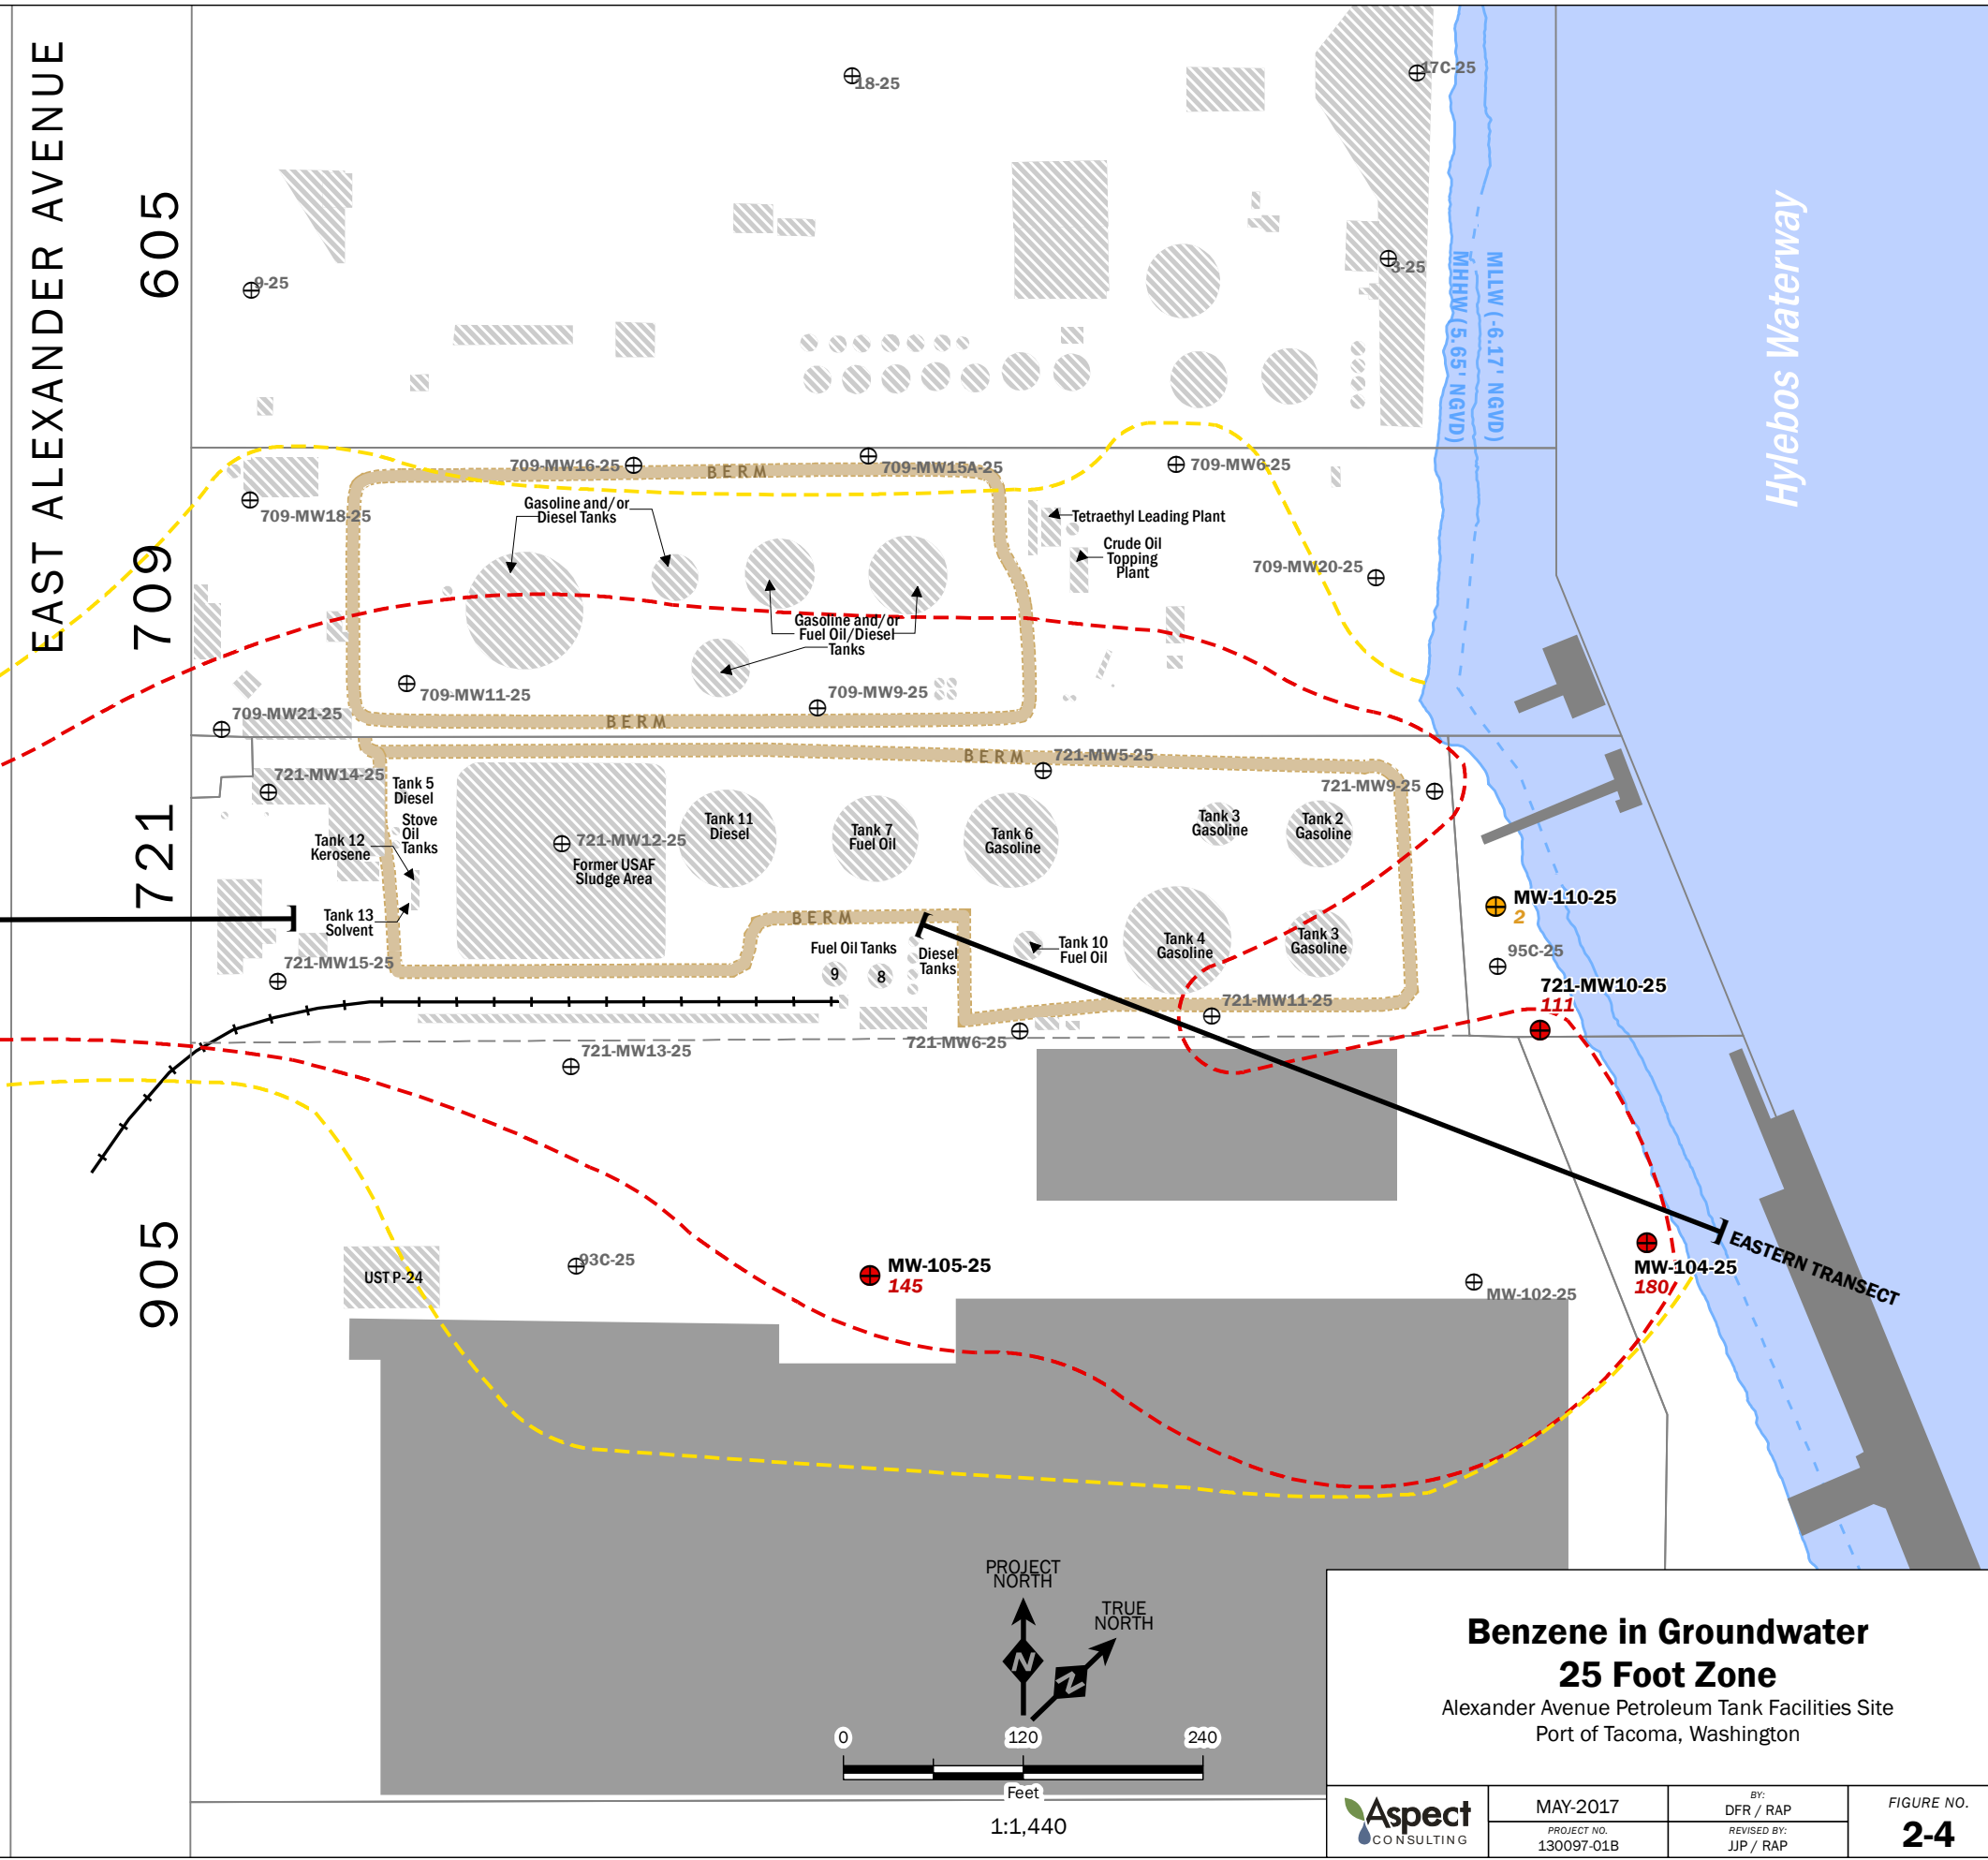 EAST ALEXANDER AVENUE
605
709
721
905
18-25
17C-25
9-25
3-25
Hylebos Waterway
MHHW (5.65' NGVD)
MLLW (-6.17' NGVD)
709-MW16-25
BERM
709-MW15A-25
709-MW6-25
709-MW18-25
Gasoline and/or
Diesel Tanks
Tetraethyl Leading Plant
Crude Oil
Topping
Plant
709-MW20-25
Gasoline and/or
Fuel Oil/Diesel
Tanks
709-MW11-25
709-MW9-25
709-MW21-25
BERM
BERM
721-MW5-25
721-MW14-25
Tank 5
Diesel
721-MW9-25
Stove
Oil
Tanks
Tank 12
Kerosene
721-MW12-25
Former USAF
Sludge Area
Tank 11
Diesel
Tank 7
Fuel Oil
Tank 6
Gasoline
Tank 3
Gasoline
Tank 2
Gasoline
MW-110-25
2
Tank 13
Solvent
BERM
Fuel Oil Tanks
9
8
Diesel
Tanks
Tank 10
Fuel Oil
Tank 4
Gasoline
Tank 3
Gasoline
95C-25
721-MW15-25
721-MW10-25
111
721-MW11-25
721-MW6-25
721-MW13-25
93C-25
UST P-24
MW-105-25
145
MW-102-25
MW-104-25
180
EASTERN TRANSECT
PROJECT
NORTH
N
TRUE
NORTH
N
0 120 240
Feet
1:1,440
Benzene in Groundwater
25 Foot Zone
Alexander Avenue Petroleum Tank Facilities Site
Port of Tacoma, Washington
Aspect
CONSULTING
MAY-2017
PROJECT NO.
130097-01B
BY:
DFR / RAP
REVISED BY:
JJP / RAP
FIGURE NO.
2-4